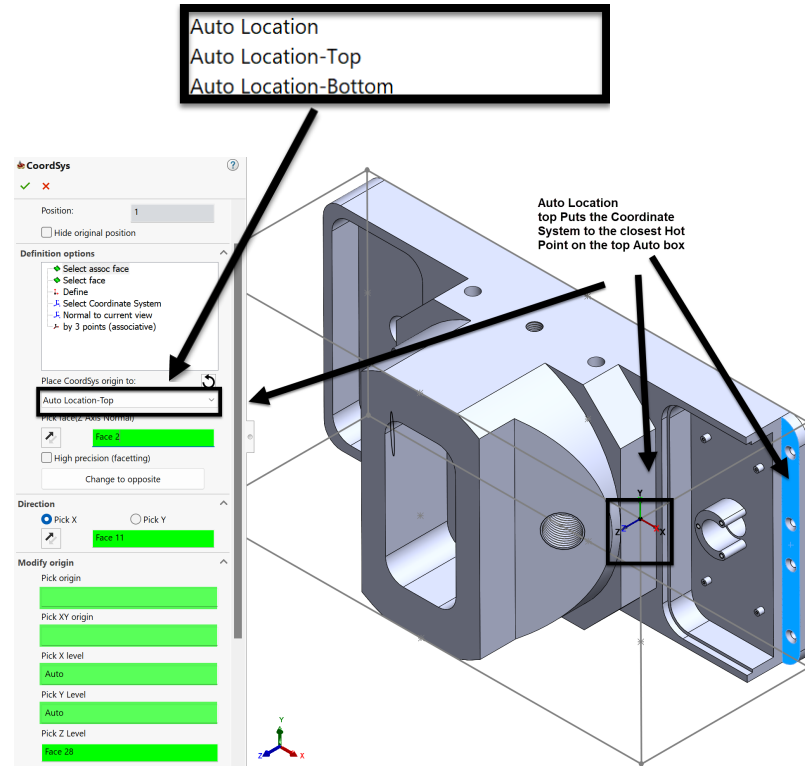 Auto Location
Auto Location-Top
Auto Location-Bottom
CoordSys
?
Position:
1
Hide original position
Definition options
Select assoc face
Select face
Define
Select Coordinate System
Normal to current view
by 3 points (associative)
Place CoordSys origin to:
Auto Location-Top
Pick face(Z Axis Normal)
Face 2
High precision (facetting)
Change to opposite
Direction
Pick X
Pick Y
Face 11
Modify origin
Pick origin
Pick XY origin
Pick X level
Auto
Pick Y Level
Auto
Pick Z Level
Face 28
Auto Location
top Puts the Coordinate
System to the closest Hot
Point on the top Auto box
Y
Z
X
Y
Z
X